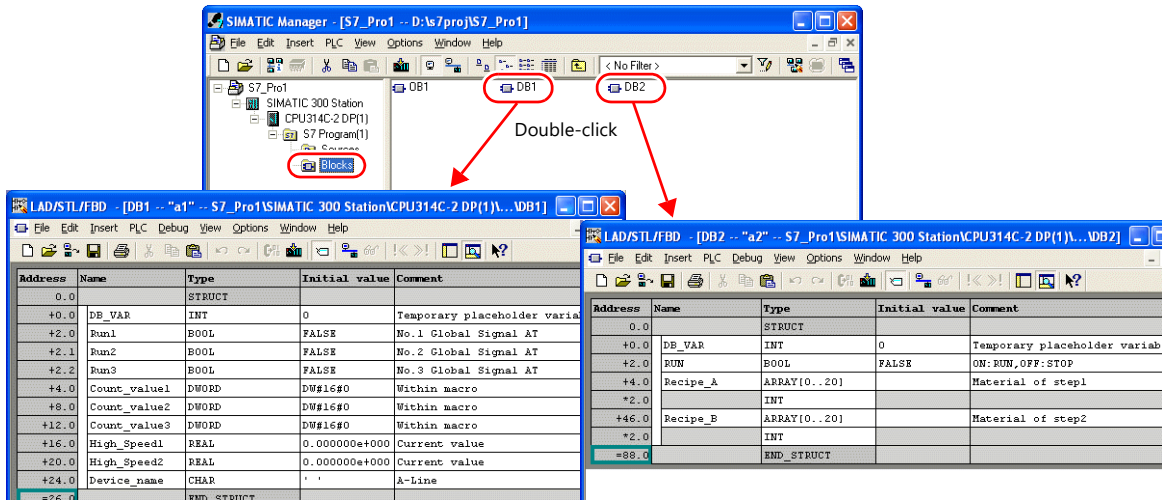 SIMATIC Manager - [S7_Pro1 -- D:\s7proj\S7_Pro1]
File Edit Insert PLC View Options Window Help
< No Filter >
S7_Pro1
SIMATIC 300 Station
CPU314C-2 DP(1)
S7 Program(1)
Sources
Blocks
OB1 DB1 DB2
Double-click
LAD/STL/FBD - [DB1 -- "a1" -- S7_Pro1\SIMATIC 300 Station\CPU314C-2 DP(1)\...\DB1]
File Edit Insert PLC Debug View Options Window Help
Address Name Type Initial value Comment
0.0 STRUCT
+0.0 DB_VAR INT 0 Temporary placeholder varia
+2.0 Run1 BOOL FALSE No.1 Global Signal AT
+2.1 Run2 BOOL FALSE No.2 Global Signal AT
+2.2 Run3 BOOL FALSE No.3 Global Signal AT
+4.0 Count_value1 DWORD DW#16#0 Within macro
+8.0 Count_value2 DWORD DW#16#0 Within macro
+12.0 Count_value3 DWORD DW#16#0 Within macro
+16.0 High_Speed1 REAL 0.000000e+000 Current value
+20.0 High_Speed2 REAL 0.000000e+000 Current value
+24.0 Device_name CHAR ' ' A-Line
=26.0 END_STRUCT
LAD/STL/FBD - [DB2 -- "a2" -- S7_Pro1\SIMATIC 300 Station\CPU314C-2 DP(1)\...\DB2]
File Edit Insert PLC Debug View Options Window Help
Address Name Type Initial value Comment
0.0 STRUCT
+0.0 DB_VAR INT 0 Temporary placeholder variab
+2.0 RUN BOOL FALSE ON:RUN,OFF:STOP
+4.0 Recipe_A ARRAY[0..20] Material of step1
*2.0 INT
+46.0 Recipe_B ARRAY[0..20] Material of step2
*2.0 INT
=88.0 END_STRUCT